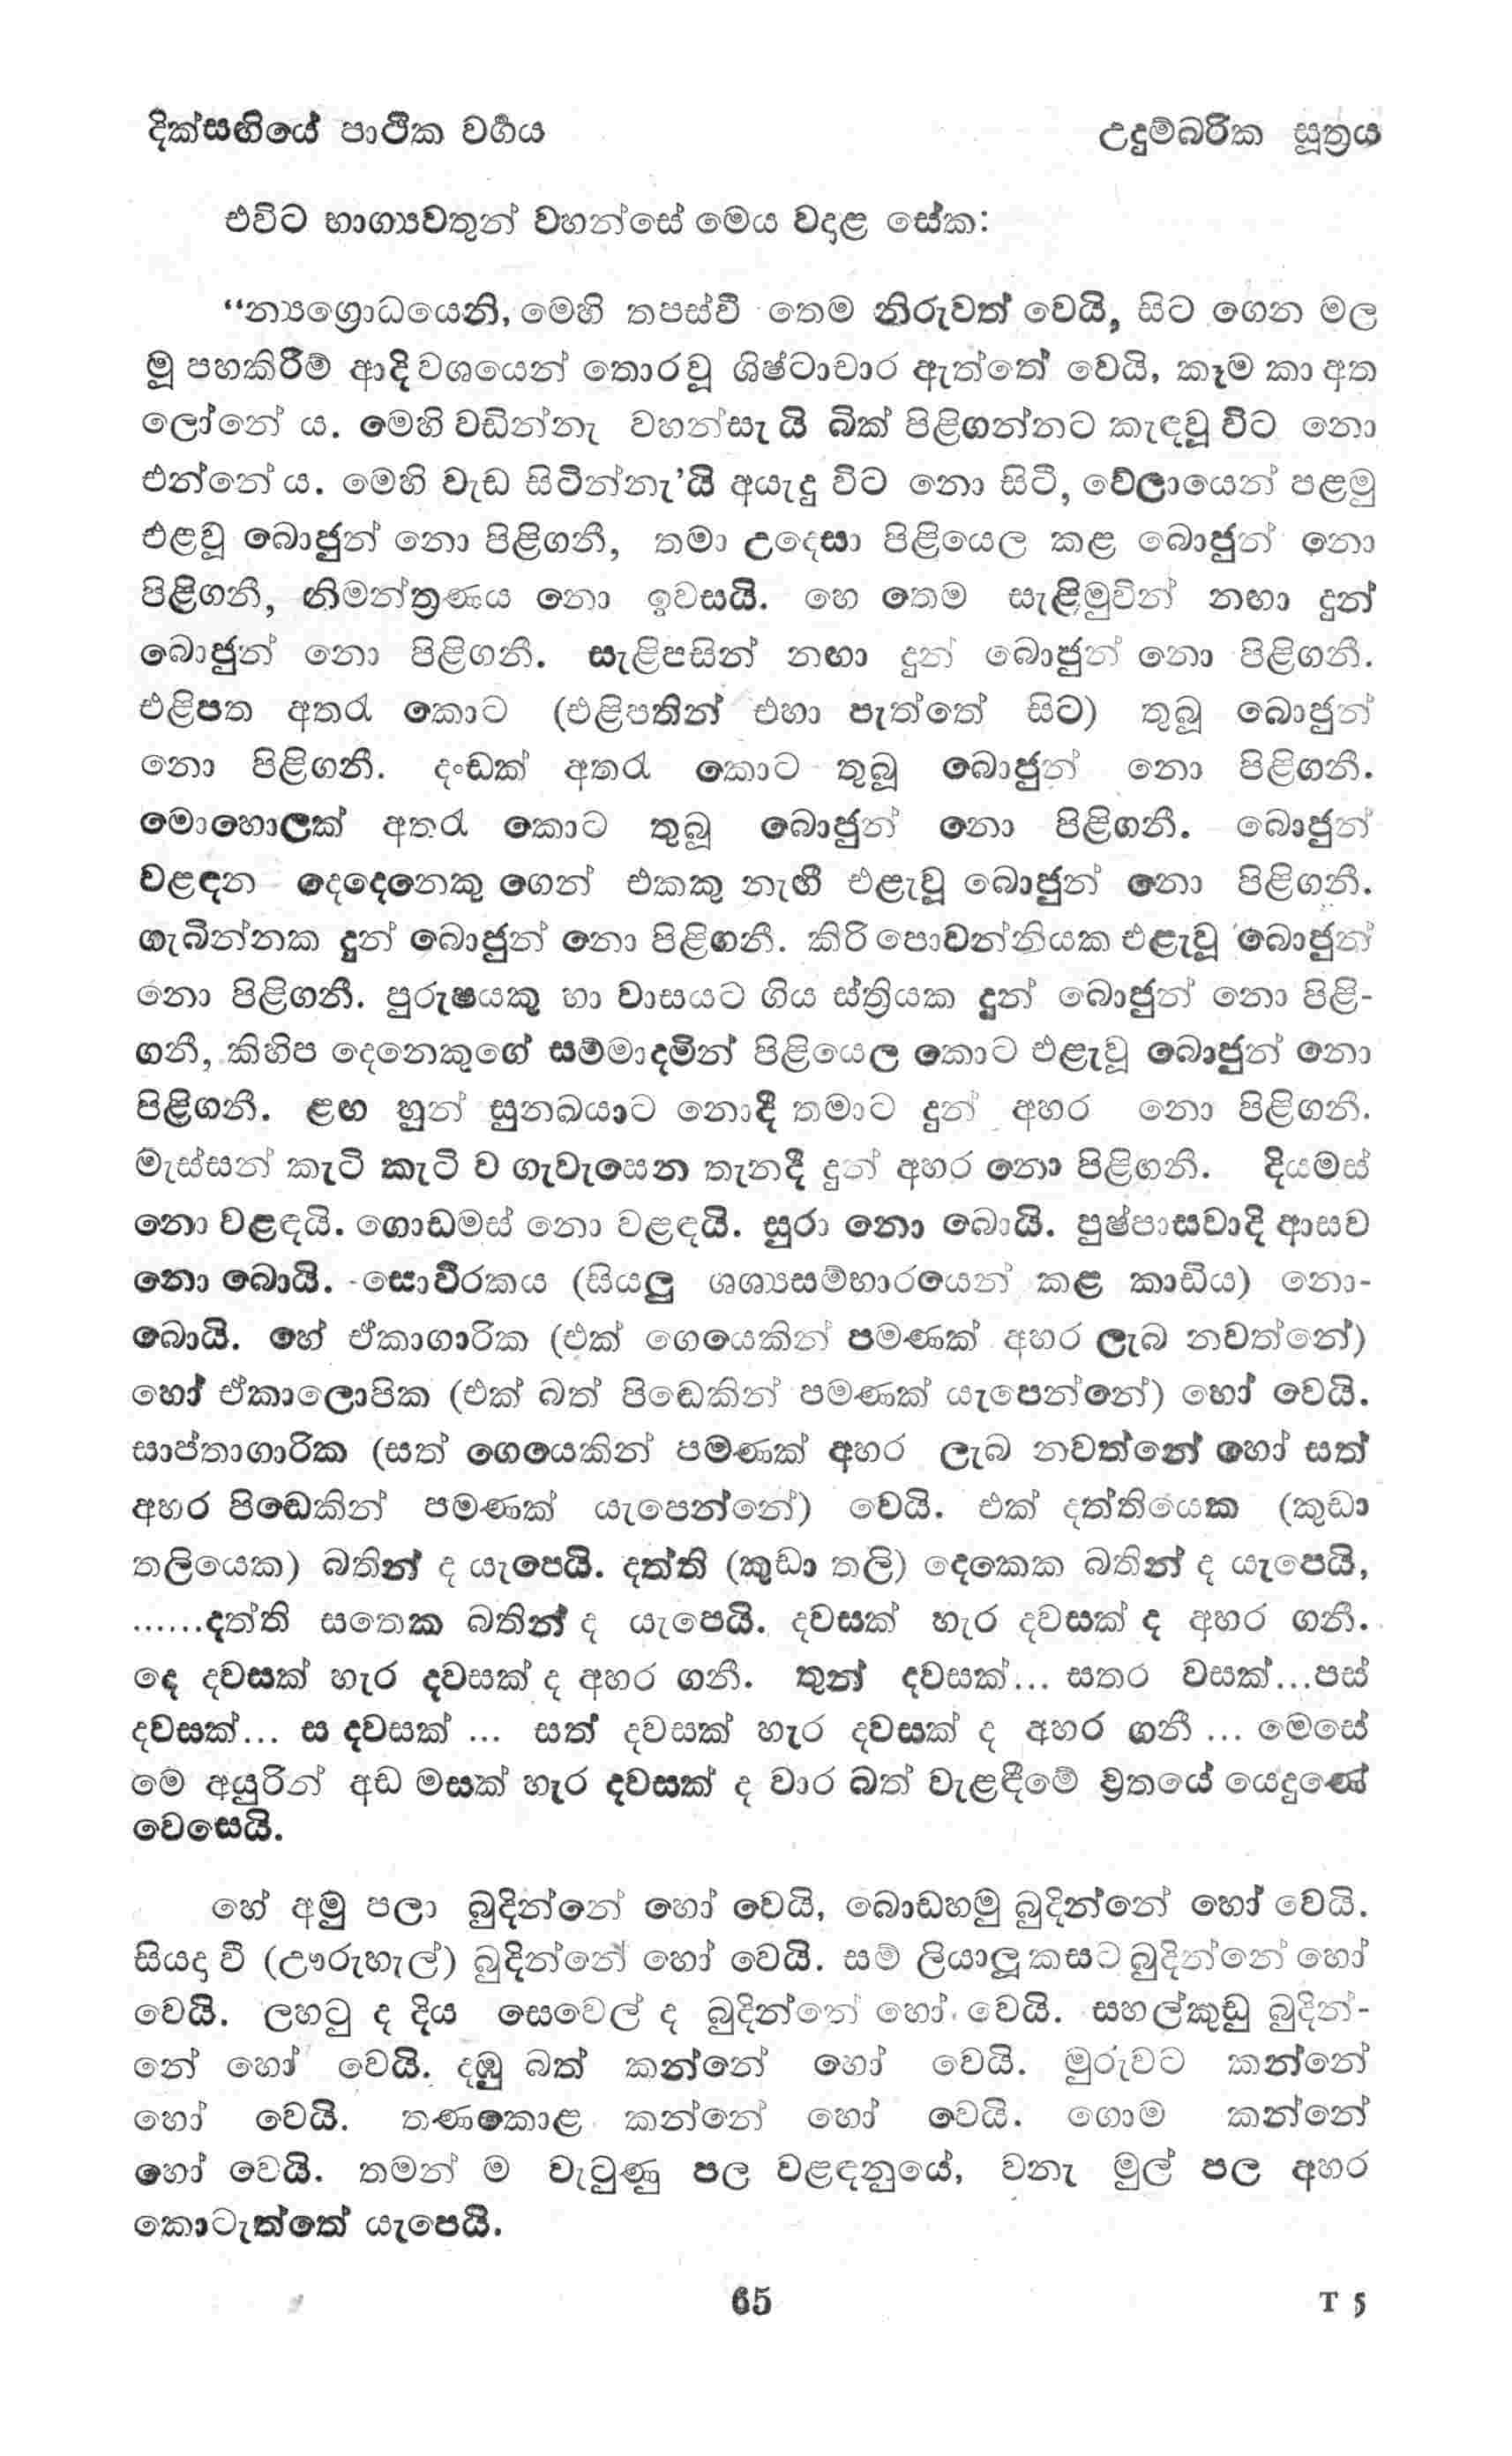 දික්සඟියේ පාථික වර්‍ගය
උදුම්බරික සූත්‍රය
එවිට භාග්‍යවතුන් වහන්සේ මෙය වදාළ සේක:
“න්‍යග්‍රොධයෙනි, මෙහි තපස්වී තෙම නිරුවත් වෙයි, සිට ගෙන මල
මූ පහකිරීම් ආදි වශයෙන් තොරවූ ශිෂ්ටාචාර ඇත්තේ වෙයි, කෑම කා අත
ලෝනේ ය. මෙහි වඩින්නැ වහන්සැ යි බික් පිළිගන්නට කැඳවූ විට නො
එන්නේ ය. මෙහි වැඩ සිටින්නැ’යි අයැදු විට නො සිටී, වේලායෙන් පළමු
එළවූ බොජුන් නො පිළිගනී, තමා උදෙසා පිළියෙල කළ බොජුන් නො
පිළිගනී, නිමන්ත්‍රණය නො ඉවසයි. හෙ තෙම සැළිමුවින් නඟා දුන්
බොජුන් නො පිළිගනී. සැළිපසින් නඟා දුන් බොජුන් නො පිළිගනී.
එළිපත අතරැ කොට (එළිපතින් එහා පැත්තේ සිට) තුබූ බොජුන්
නො පිළිගනී. දංඩක් අතරැ කොට තුබූ බොජුන් නො පිළිගනී.
මොහොලක් අතරැ කොට තුබූ බොජුන් නො පිළිගනී. බොජුන්
වළඳන දෙදෙනෙකු ගෙන් එකකු නැඟී එළැවූ බොජුන් නො පිළිගනී.
ගැබින්නක දුන් බොජුන් නො පිළිගනී. කිරි පොවන්නියක එළැවූ බොජුන්
නො පිළිගනී. පුරුෂයකු හා වාසයට ගිය ස්ත්‍රියක දුන් බොජුන් නො පිළි-
ගනී, කිහිප දෙනෙකුගේ සම්මාදමින් පිළියෙල කොට එළැවූ බොජුන් නො
පිළිගනී. ළඟ හුන් සුනඛයාට නොදී තමාට දුන් අහර නො පිළිගනී.
මැස්සන් කැටි කැටි ව ගැවැසෙන තැනදී දුන් අහර නො පිළිගනී. දියමස්
නො වළඳයි. ගොඩමස් නො වළඳයි. සුරා නො බොයි. පුෂ්පාසවාදි ආසව
නො බොයි. සොවීරකය (සියලු ශශ්‍යසම්භාරයෙන් කළ කාඩිය) නො-
බොයි. හේ ඒකාගාරික (එක් ගෙයෙකින් පමණක් අහර ලැබ නවත්නේ)
හෝ ඒකාලොපික (එක් බත් පිඬෙකින් පමණක් යැපෙන්නේ) හෝ වෙයි.
සාප්තාගාරික (සත් ගෙයෙකින් පමණක් අහර ලැබ නවත්නේ හෝ සත්
අහර පිඬෙකින් පමණක් යැපෙන්නේ) වෙයි. එක් දත්තියෙක (කුඩා
තලියෙක) බතින් ද යැපෙයි. දත්ති (කුඩා තලි) දෙකෙක බතින් ද යැපෙයි,
......දත්ති සතෙක බතින් ද යැපෙයි. දවසක් හැර දවසක් ද අහර ගනී.
දෙ දවසක් හැර දවසක් ද අහර ගනී. තුන් දවසක්... සතර වසක්...පස්
දවසක්... ස දවසක් ... සත් දවසක් හැර දවසක් ද අහර ගනී ... මෙසේ
මේ අයුරින් අඩ මසක් හැර දවසක් ද වාර බත් වැළඳීමේ ව්‍රතයේ යෙදුණේ
වෙසෙයි.
හේ අමු පලා බුදින්නේ හෝ වෙයි, බොඩහමු බුදින්නේ හෝ වෙයි.
සියදා වී (ඌරුහැල්) බුදින්නේ හෝ වෙයි. සම් ලියාලූ කසට බුදින්නේ හෝ
වෙයි. ලහටු ද දිය සෙවෙල් ද බුදින්නේ හෝ වෙයි. සහල්කුඩු බුදින්-
නේ හෝ වෙයි. දඹු බත් කන්නේ හෝ වෙයි. මුරුවට කන්නේ
හෝ වෙයි. තණකොළ කන්නේ හෝ වෙයි. ගොම කන්නේ
හෝ වෙයි. තමන් ම වැටුණු පල වළඳනුයේ, වනැ මුල් පල අහර
කොටැත්තේ යැපෙයි.
65
T 5